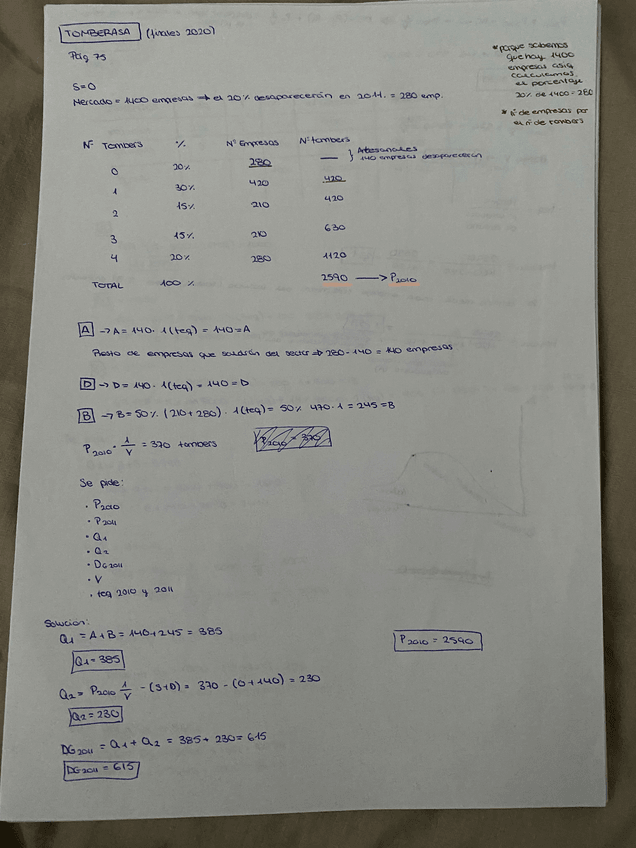 TOMBERASA (finales 2020)
Pág 75
*porque sabemos
que hay 1400
empresas así q
calculamos
el porcentaje
20% de 1400 = 280
* nº de empresas por
el nº de tombers
S=0
Mercado = 1400 empresas → el 20% desaparecerán en 2011. = 280 emp.
Nº Tombers % Nº Empresas Nº tombers
0 20% 280 — } Artesanales 140 empresas desaparecerán
1 30% 420 420
2 15% 210 420
3 15% 210 630
4 20% 280 1120
TOTAL 100 % 2590 → P2010
A → A = 140 · 1(teq) = 140 = A
Resto de empresas que saldrán del sector → 280 - 140 = 140 empresas
D → D = 140 · 1(teq) = 140 = D
B → B = 50% (210 + 280) · 1(teq) = 50% 470 · 1 = 245 = B
P2010 · 1/V = 370 tombers
P2010 = 370
Se pide:
· P2010
· P2011
· Q1
· Q2
· DG2011
· V
· teq 2010 y 2011
Solución:
Q1 = A + B = 140 + 245 = 385
Q1 = 385
P2010 = 2590
Q2 = P2010 1/V - (S+D) = 370 - (0+140) = 230
Q2 = 230
DG2011 = Q1 + Q2 = 385 + 230 = 615
DG2011 = 615